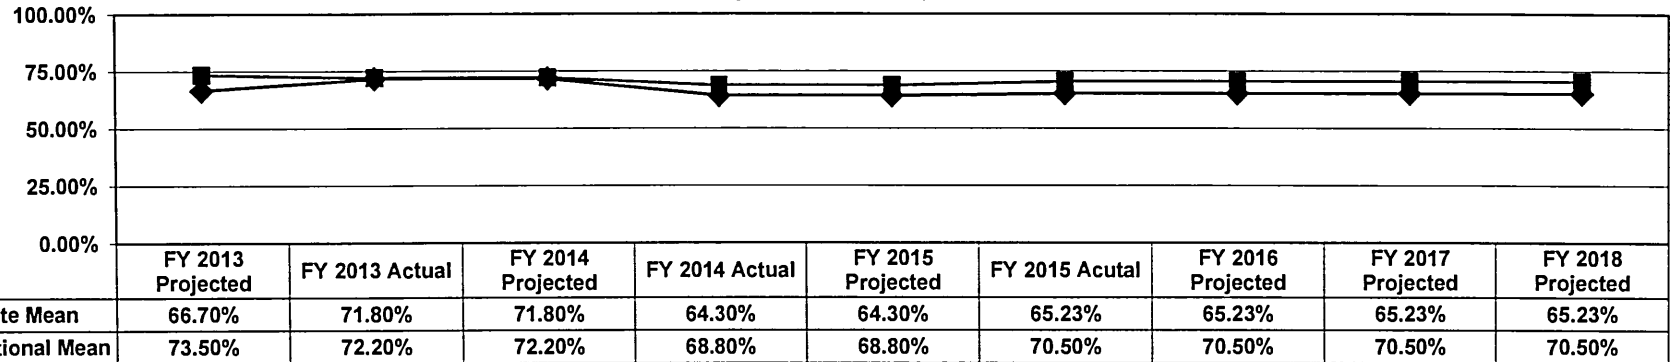 100.00%
75.00%
50.00%
25.00%
0.00%
FY 2013 Projected FY 2013 Actual FY 2014 Projected FY 2014 Actual FY 2015 Projected FY 2015 Acutal FY 2016 Projected FY 2017 Projected FY 2018 Projected
te Mean 66.70% 71.80% 71.80% 64.30% 64.30% 65.23% 65.23% 65.23% 65.23%
tional Mean 73.50% 72.20% 72.20% 68.80% 68.80% 70.50% 70.50% 70.50% 70.50%